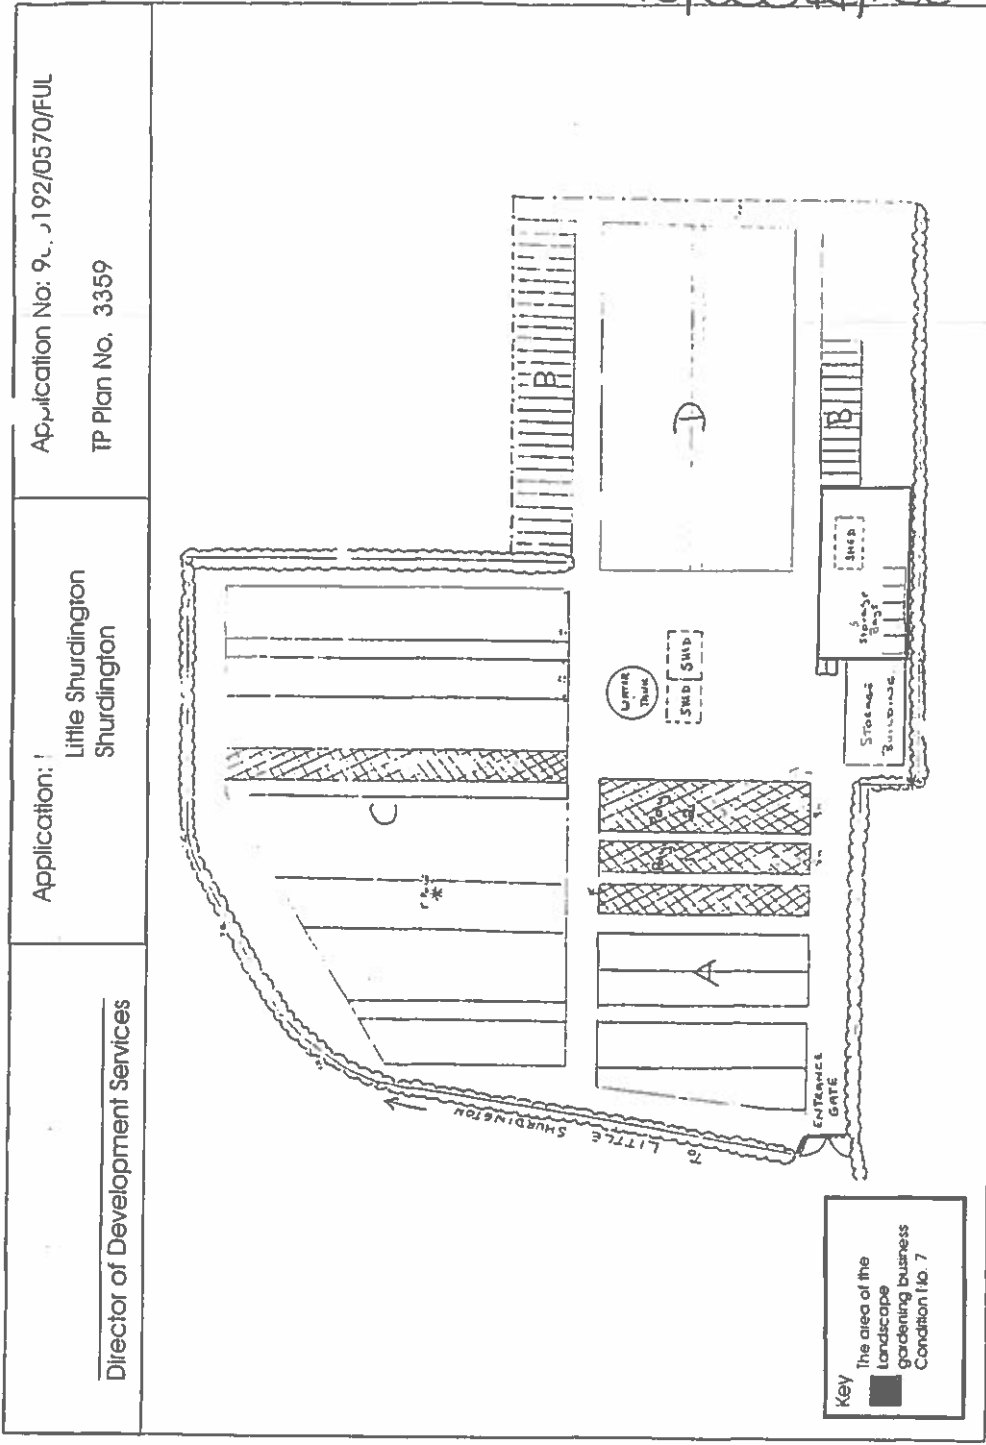 Director of Development Services
Application:
Little Shurdington
Shurdington
TP Plan No. 3359
B
D
B
C
A
WATER
TANK
SHED
SHED
SHED
5
Storage
Bays
STORAGE
BUILDING
To LITTLE SHURDINGTON
ENTRANCE
GATE
Key
The area of the
Landscape
gardening business
Condition No. 7